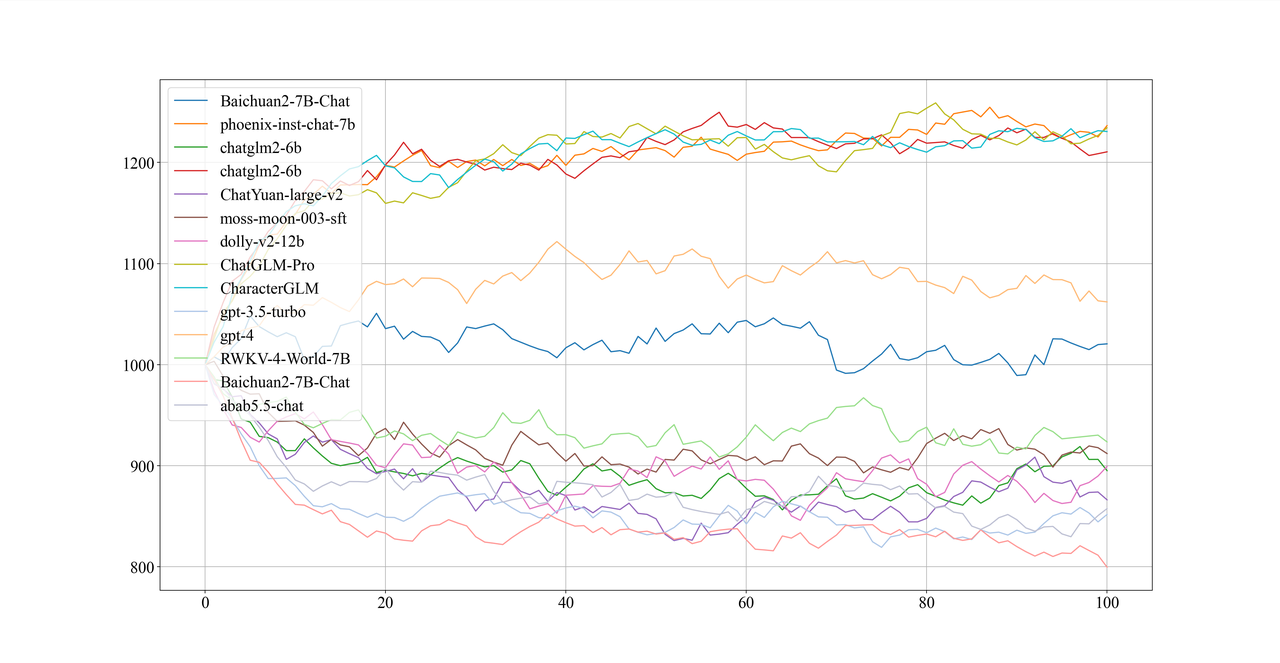 Baichuan2-7B-Chat
phoenix-inst-chat-7b
chatglm2-6b
chatglm2-6b
ChatYuan-large-v2
moss-moon-003-sft
dolly-v2-12b
ChatGLM-Pro
CharacterGLM
gpt-3.5-turbo
gpt-4
RWKV-4-World-7B
Baichuan2-7B-Chat
abab5.5-chat
1200
1100
1000
900
800
0 20 40 60 80 100